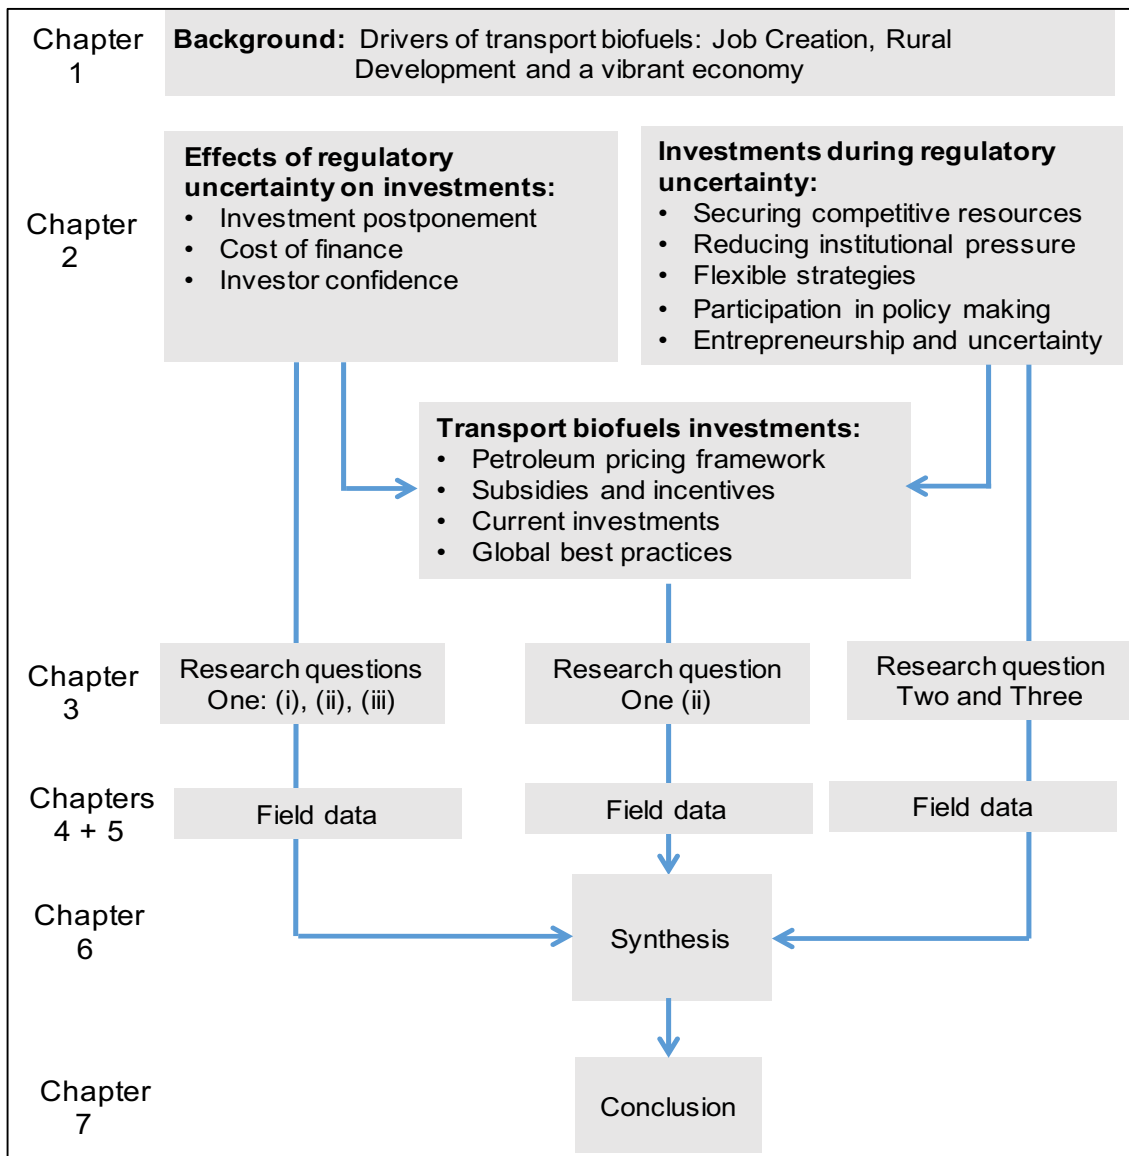 Chapter
1
Background: Drivers of transport biofuels: Job Creation, Rural
Development and a vibrant economy
Chapter
2
Effects of regulatory
uncertainty on investments:
• Investment postponement
• Cost of finance
• Investor confidence
Investments during regulatory
uncertainty:
• Securing competitive resources
• Reducing institutional pressure
• Flexible strategies
• Participation in policy making
• Entrepreneurship and uncertainty
Transport biofuels investments:
• Petroleum pricing framework
• Subsidies and incentives
• Current investments
• Global best practices
Chapter
3
Research questions
One: (i), (ii), (iii)
Research question
One (ii)
Research question
Two and Three
Chapters
4 + 5
Field data
Field data
Field data
Chapter
6
Synthesis
Chapter
7
Conclusion